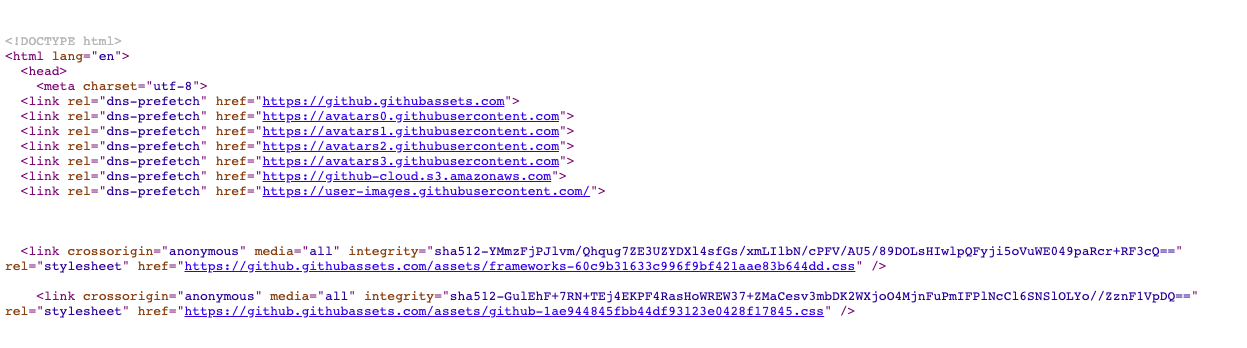 <!DOCTYPE html>
<html lang="en">
<head>
<meta charset="utf-8">
<link rel="dns-prefetch" href="https://github.githubassets.com">
<link rel="dns-prefetch" href="https://avatars0.githubusercontent.com">
<link rel="dns-prefetch" href="https://avatars1.githubusercontent.com">
<link rel="dns-prefetch" href="https://avatars2.githubusercontent.com">
<link rel="dns-prefetch" href="https://avatars3.githubusercontent.com">
<link rel="dns-prefetch" href="https://github-cloud.s3.amazonaws.com">
<link rel="dns-prefetch" href="https://user-images.githubusercontent.com/">
<link crossorigin="anonymous" media="all" integrity="sha512-YMmzFjPJlvm/Qhqug7ZE3UZYDXl4sfGs/xmLIlbN/cPFV/AU5/89DOLsHIwlpQFyji5oVuWE049paRcr+RF3cQ=="
rel="stylesheet" href="https://github.githubassets.com/assets/frameworks-60c9b31633c996f9bf421aae83b644dd.css" />
<link crossorigin="anonymous" media="all" integrity="sha512-GulEhF+7RN+TEj4EKPF4RasHoWREW37+ZMaCesv3mbDK2WXjoO4MjnFuPmIFPlNcCl6SNSlOLYo//ZznF1VpDQ=="
rel="stylesheet" href="https://github.githubassets.com/assets/github-1ae944845fbb44df93123e0428f17845.css" />